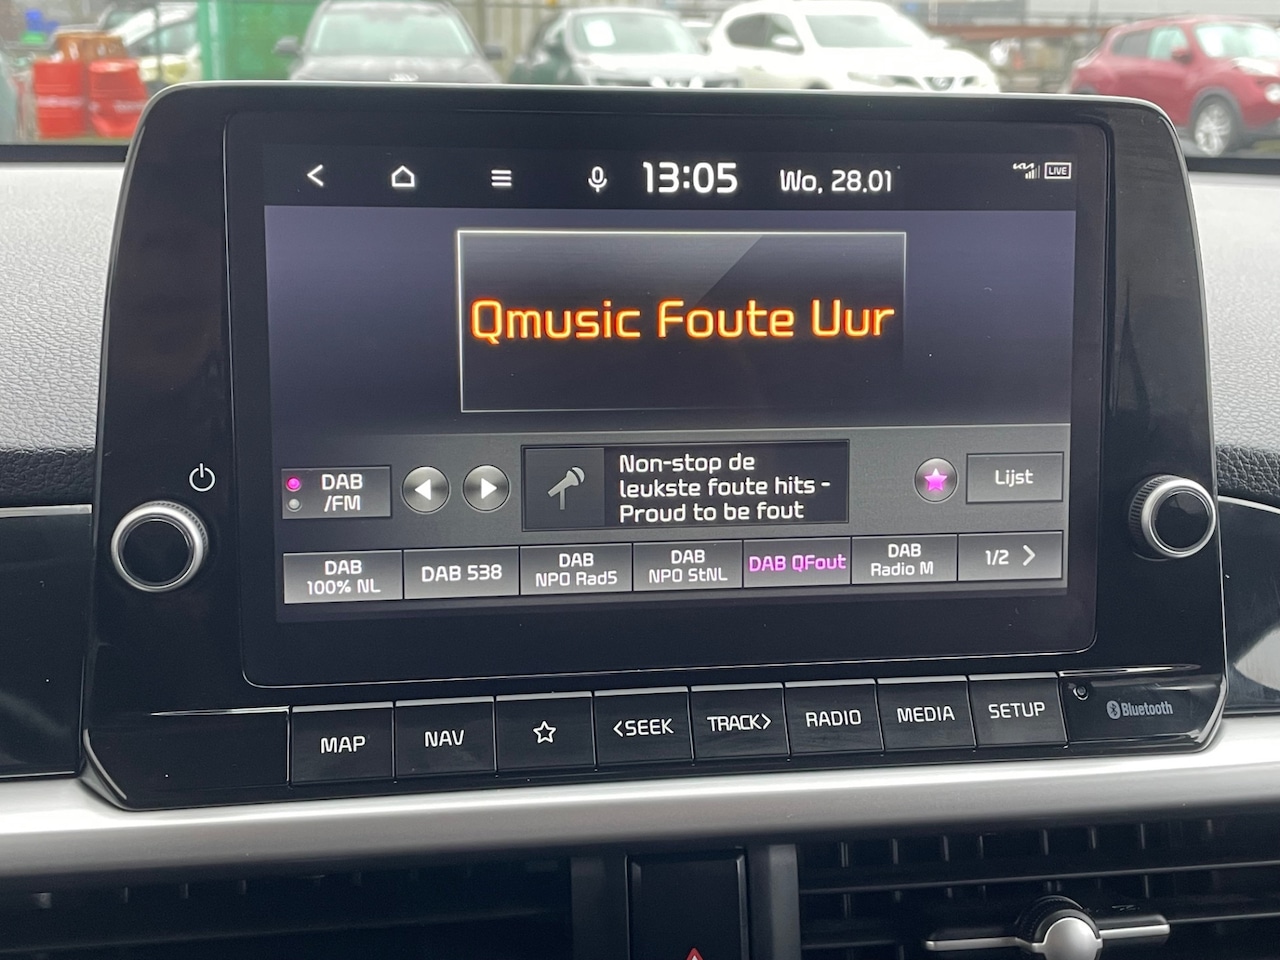 13:05
Wo, 28.01
LIVE
Qmusic Foute Uur
DAB
/FM
Non-stop de
leukste foute hits -
Proud to be fout
Lijst
DAB
100% NL
DAB 538
DAB
NPO Rad5
DAB
NPO StNL
DAB QFout
DAB
Radio M
1/2 >
MAP
NAV
<SEEK
TRACK>
RADIO
MEDIA
SETUP
Bluetooth